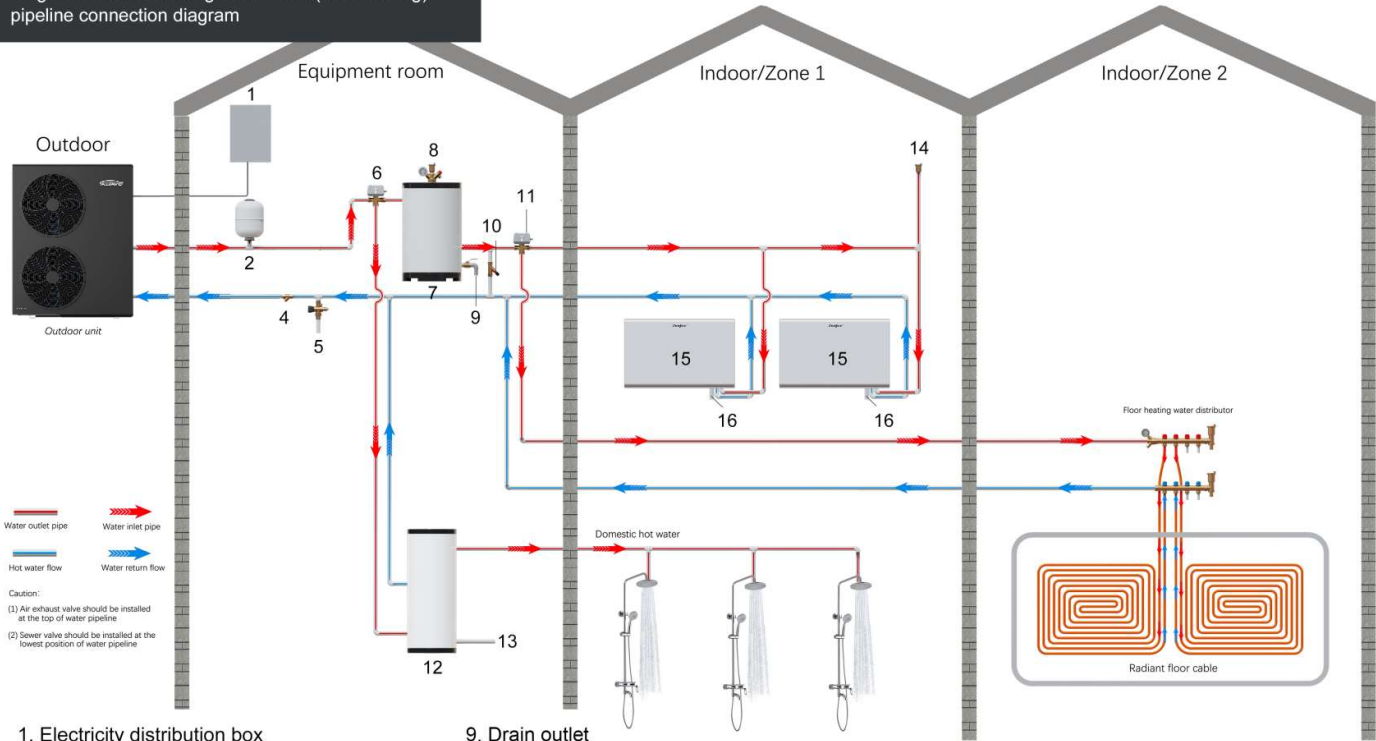 pipeline connection diagram
Equipment room
Indoor/Zone 1
Indoor/Zone 2
1
Outdoor
8
14
6
11
10
2
7
9
4
5
Outdoor unit
15
15
16
16
Floor heating water distributor
Water outlet pipe
Water inlet pipe
Hot water flow
Water return flow
Domestic hot water
Caution:
(1) Air exhaust valve should be installed
at the top of water pipeline
(2) Sewer valve should be installed at the
lowest position of water pipeline
13
12
Radiant floor cable
1. Electricity distribution box
9. Drain outlet